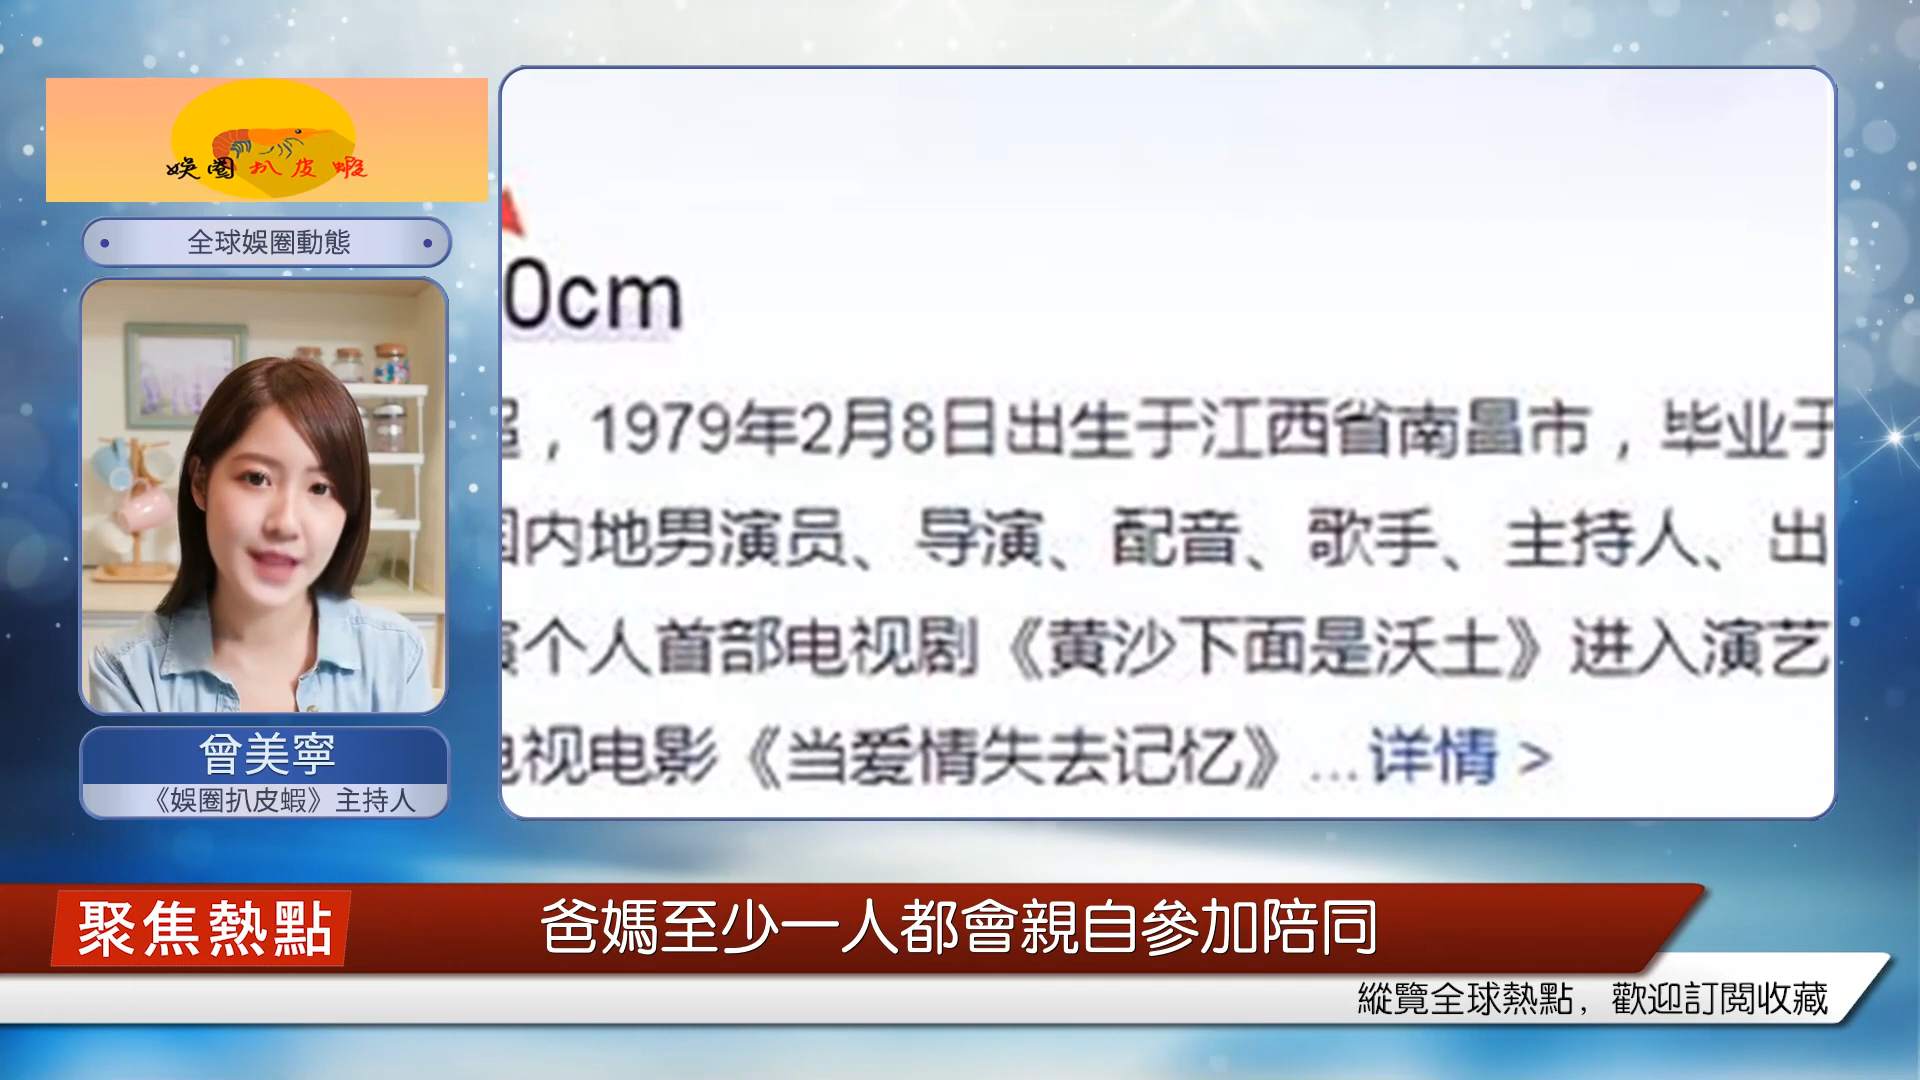 娛圈扒皮蝦
全球娛圈動態
曾美寧
《娛圈扒皮蝦》主持人
0cm
，1979年2月8日出生于江西省南昌市，毕业于
内地男演员、导演、配音、歌手、主持人、出
个人首部电视剧《黄沙下面是沃土》进入演艺
视电影《当爱情失去记忆》...详情 >
聚焦熱點
爸媽至少一人都會親自參加陪同
縱覽全球熱點，歡迎訂閱收藏